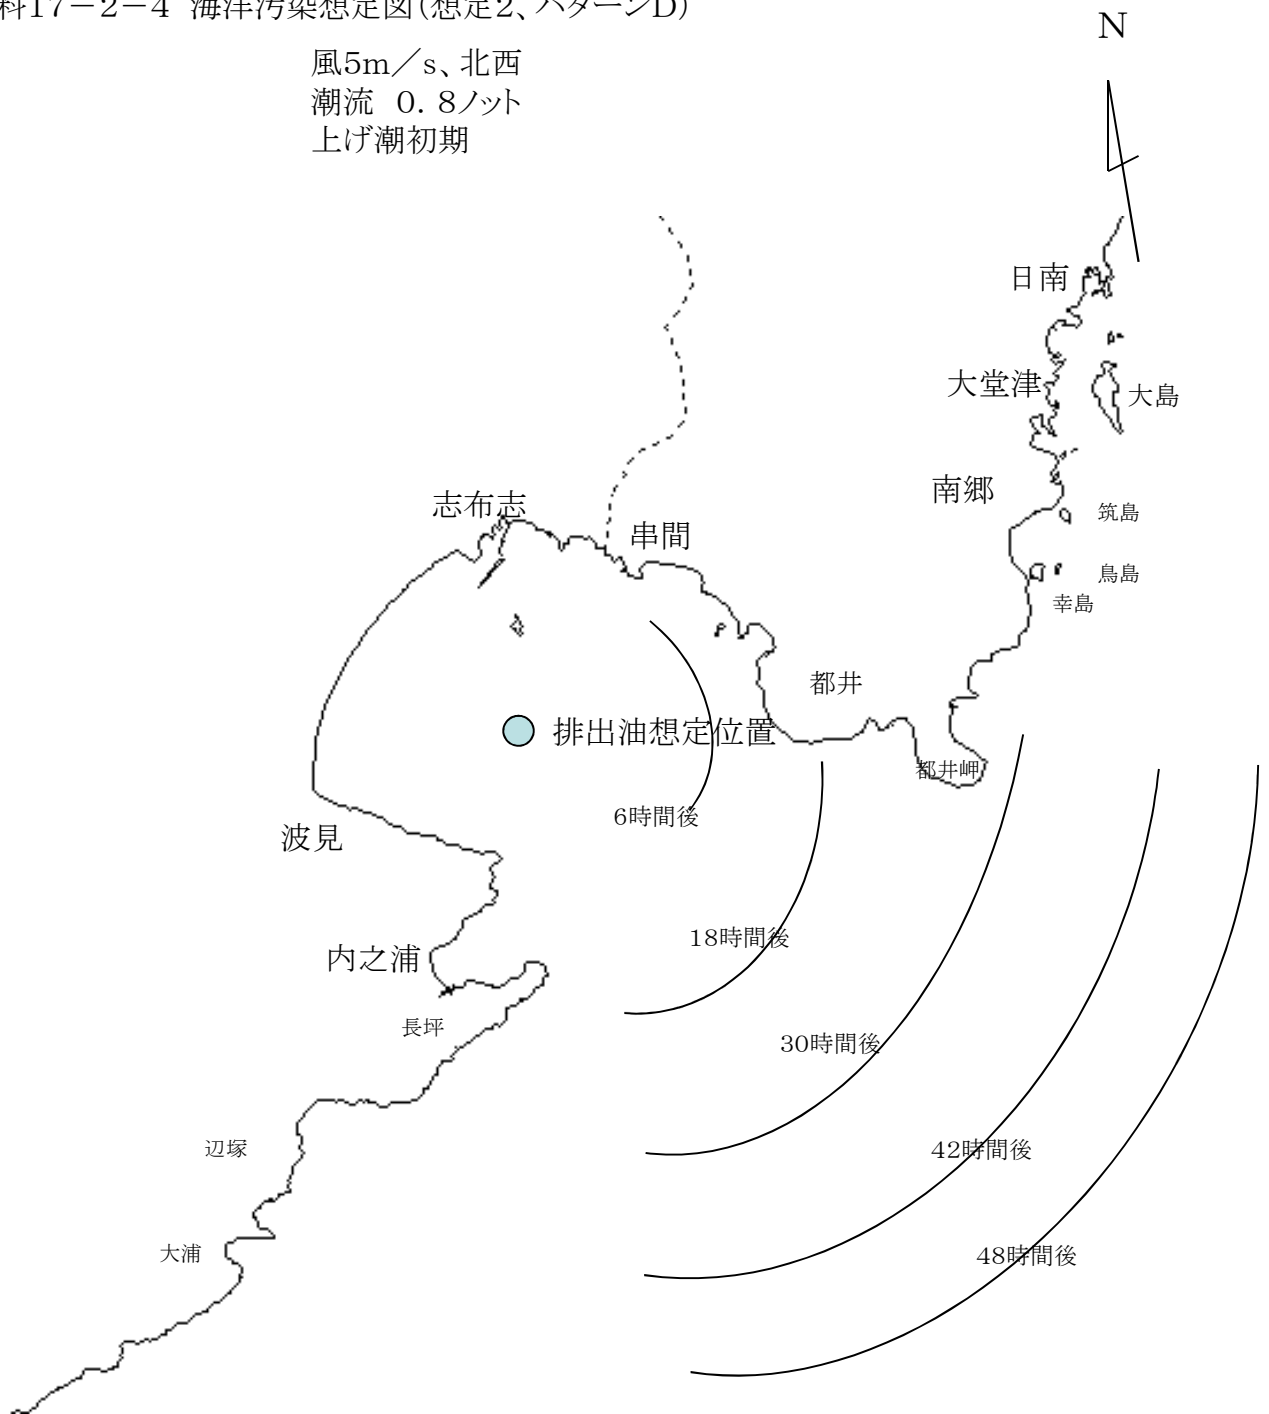 料17－2－4 海洋汚染想定図（想定2、パターンD）
N
風5m／s、北西
潮流 0．8ノット
上げ潮初期
日南
大堂津
大島
南郷
志布志
筑島
串間
鳥島
幸島
都井
排出油想定位置
都井岬
6時間後
波見
18時間後
内之浦
長坪
30時間後
辺塚
42時間後
大浦
48時間後